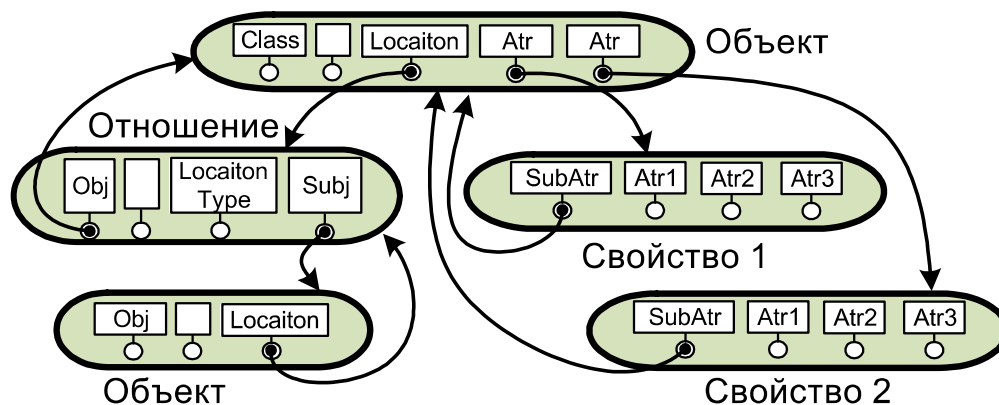 Class Locaiton Atr Atr Объект
Отношение
Obj Locaiton Type Subj
SubAtr Atr1 Atr2 Atr3
Свойство 1
Obj Locaiton
Объект
SubAtr Atr1 Atr2 Atr3
Свойство 2